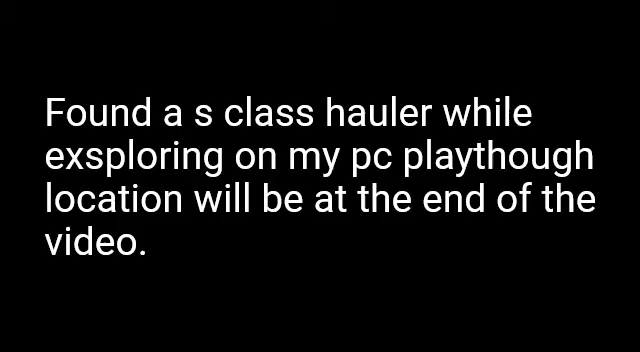 Found a s class hauler while
exsploring on my pc playthough
location will be at the end of the
video.